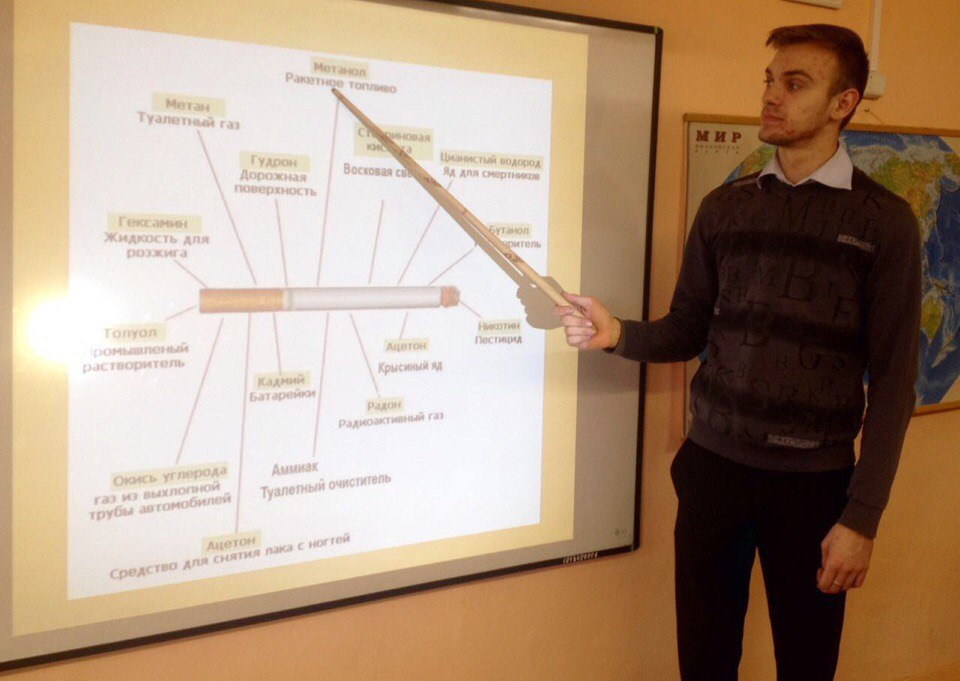 Метанол
Ракетное топливо
Метан
Туалетный газ
кислота
Восковая
Цианистый водород
Яд для смертников
Гудрон
Дорожная
поверхность
Гексамин
Жидкость для
розжига
Бутанол
Толуол
Промышленый
растворитель
Никотин
Пестицид
Ацетон
Крысиный яд
Кадмий
Батарейки
Радон
Радиоактивный газ
Окись углерода
газ из выхлопной
трубы автомобилей
Аммиак
Туалетный очиститель
Ацетон
Средство для снятия лака с ногтей
МИР